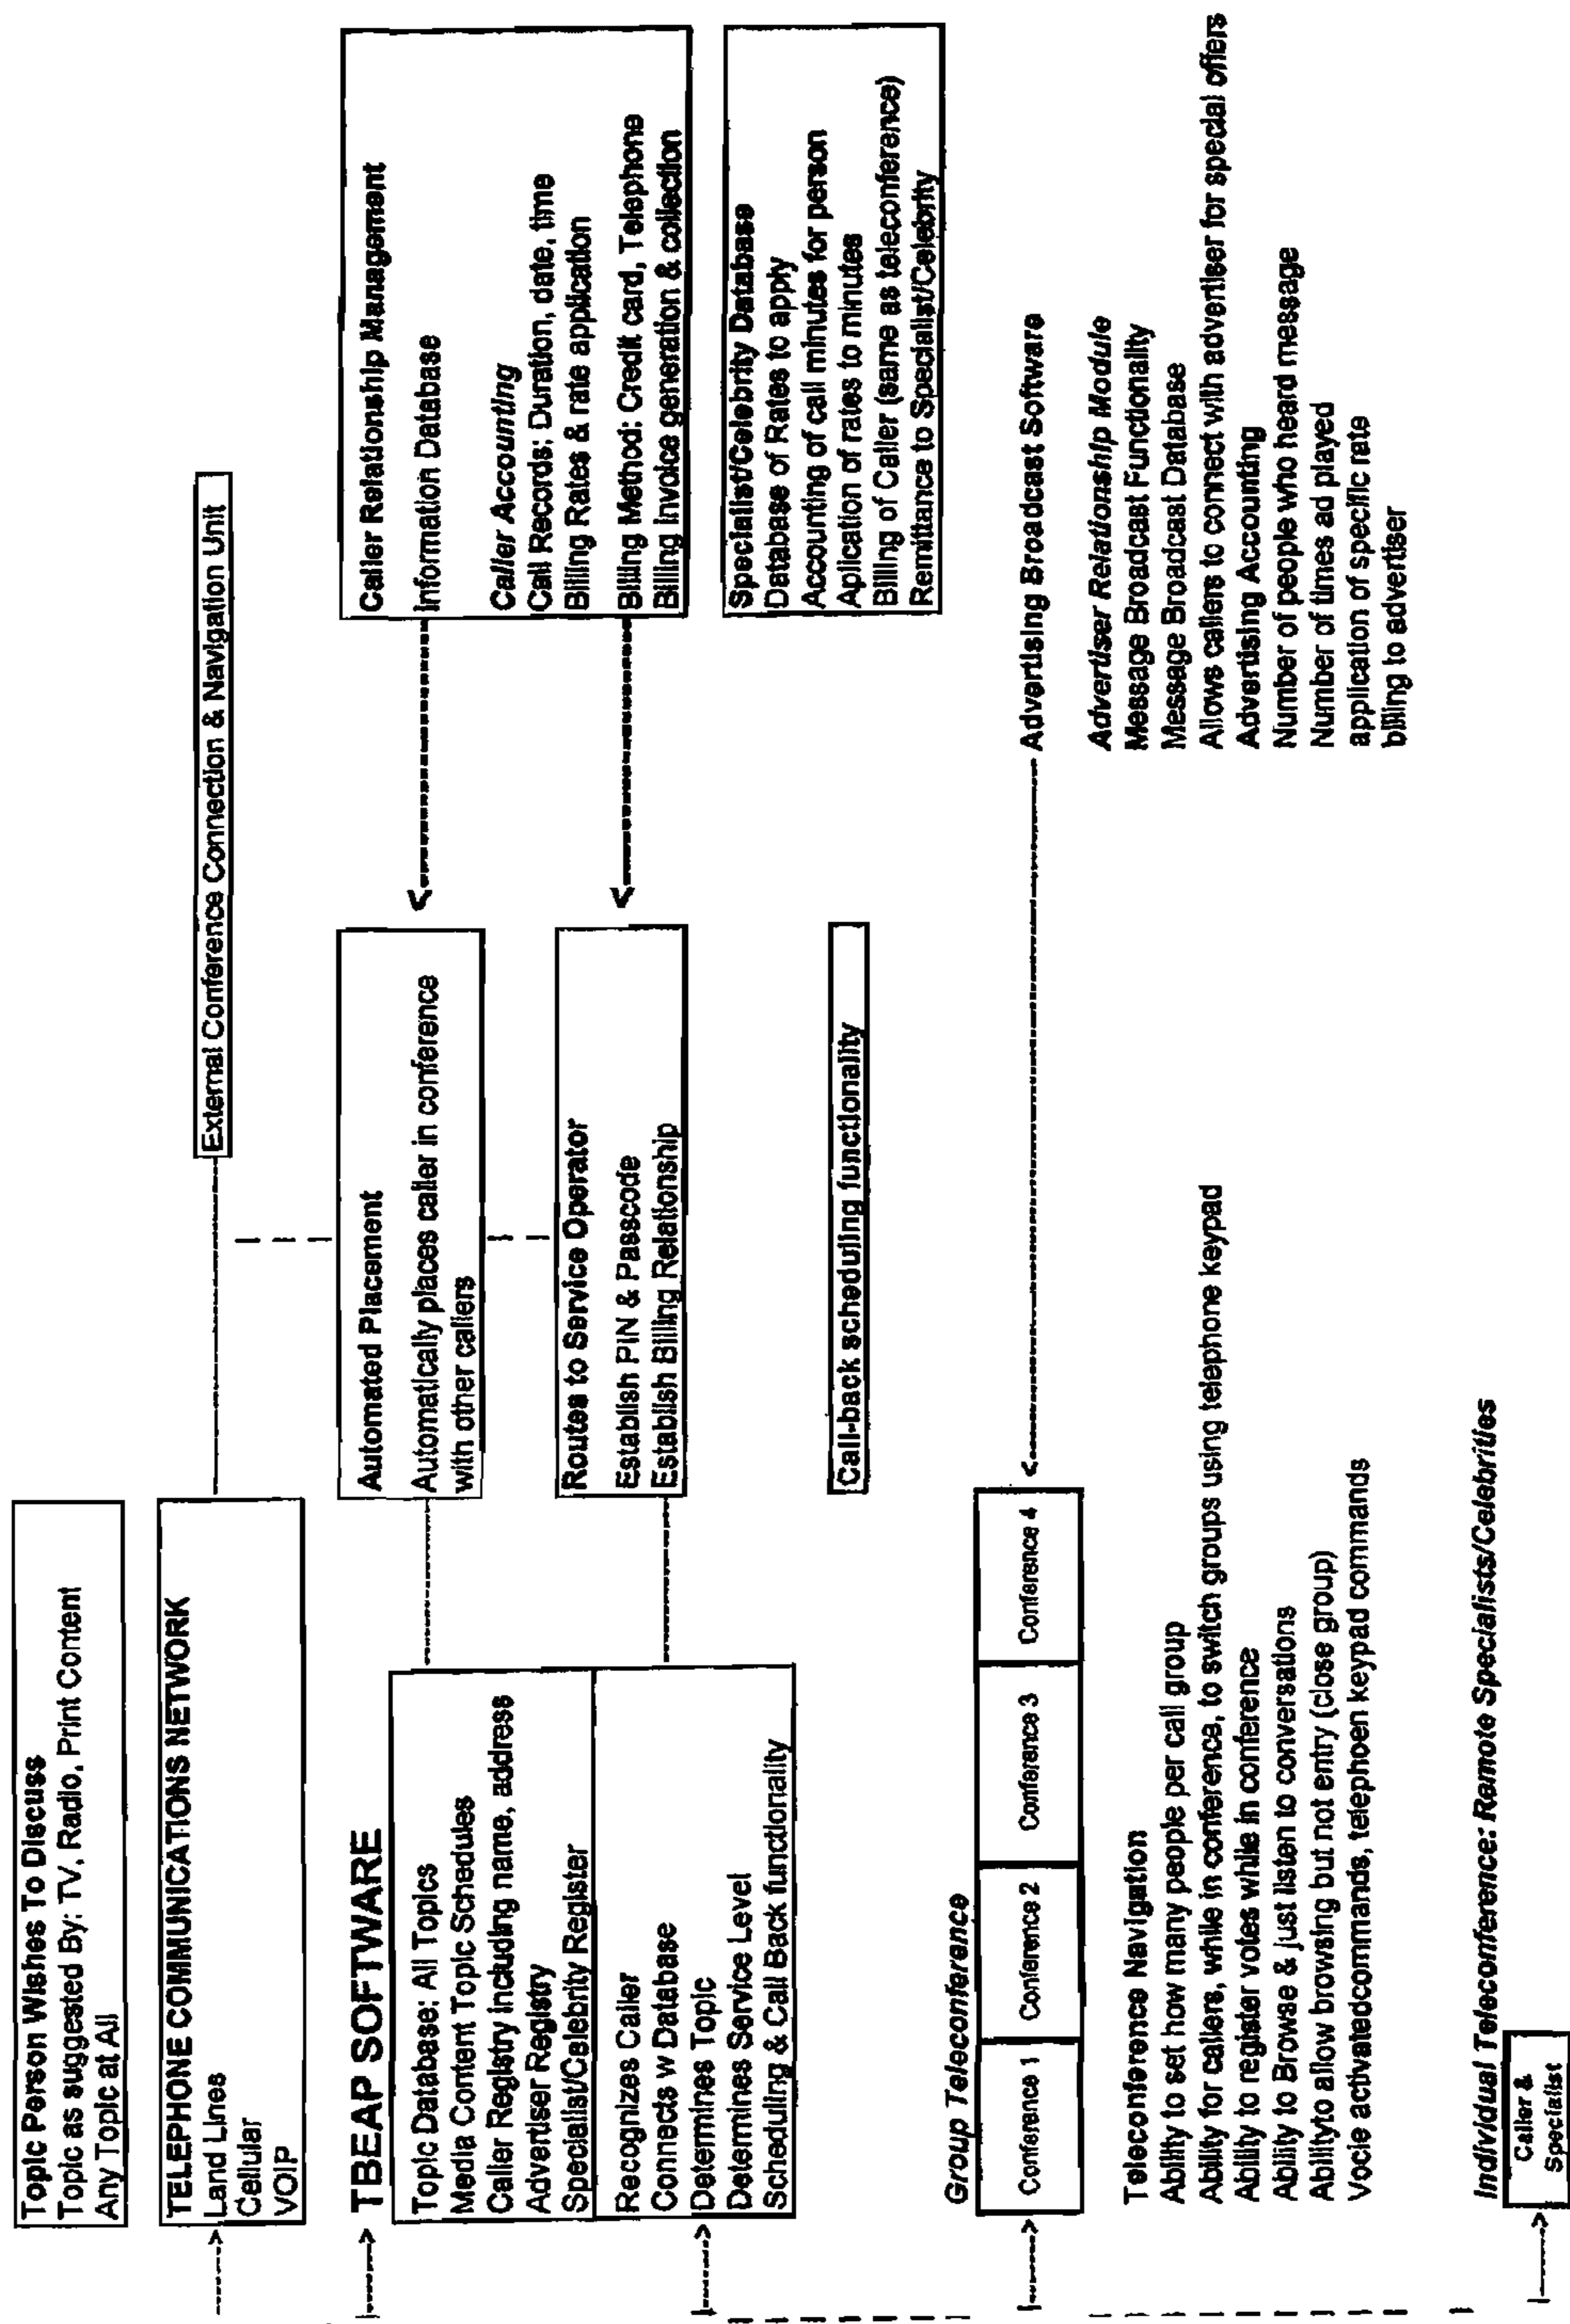 Topic Person Wishes To Discuss
Topic as suggested By: TV, Radio, Print Content
Any Topic at All
TELEPHONE COMMUNICATIONS NETWORK
Land Lines
Cellular
VOIP
External Conference Connection & Navigation Unit
TBEAP SOFTWARE
Topic Database: All Topics
Media Content Topic Schedules
Caller Registry including name, address
Advertiser Registry
Specialist/Celebrity Register
Recognizes Caller
Connects w Database
Determines Topic
Determines Service Level
Scheduling & Call Back functionality
Automated Placement
Automatically places caller in conference
with other callers
Routes to Service Operator
Establish PIN & Passcode
Establish Billing Relationship
Call-back scheduling functionality
Caller Relationship Management
Information Database
Caller Accounting
Call Records: Duration, date, time
Billing Rates & rate application
Billing Method: Credit card, Telephone
Billing invoice generation & collection
Specialist/Celebrity Database
Database of Rates to apply
Accounting of call minutes for person
Aplication of rates to minutes
Billing of Caller (same as teleconference)
Remittance to Specialist/Celebrity
Group Teleconference
Conference 1
Conference 2
Conference 3
Conference 4
Teleconference Navigation
Ability to set how many people per call group
Ability for callers, while in conference, to switch groups using telephone keypad
Ability to register votes while in conference
Ability to Browse & just listen to conversations
Abilityto allow browsing but not entry (close group)
Vocie activatedcommands, telephoen keypad commands
Advertising Broadcast Software
Advertiser Relationship Module
Message Broadcast Functionality
Message Broadcast Database
Allows callers to connect with advertiser for special offers
Advertising Accounting
Number of people who heard message
Number of times ad played
application of specific rate
billing to advertiser
Individual Teleconference: Remote Specialists/Celebrities
Caller &
Specialist